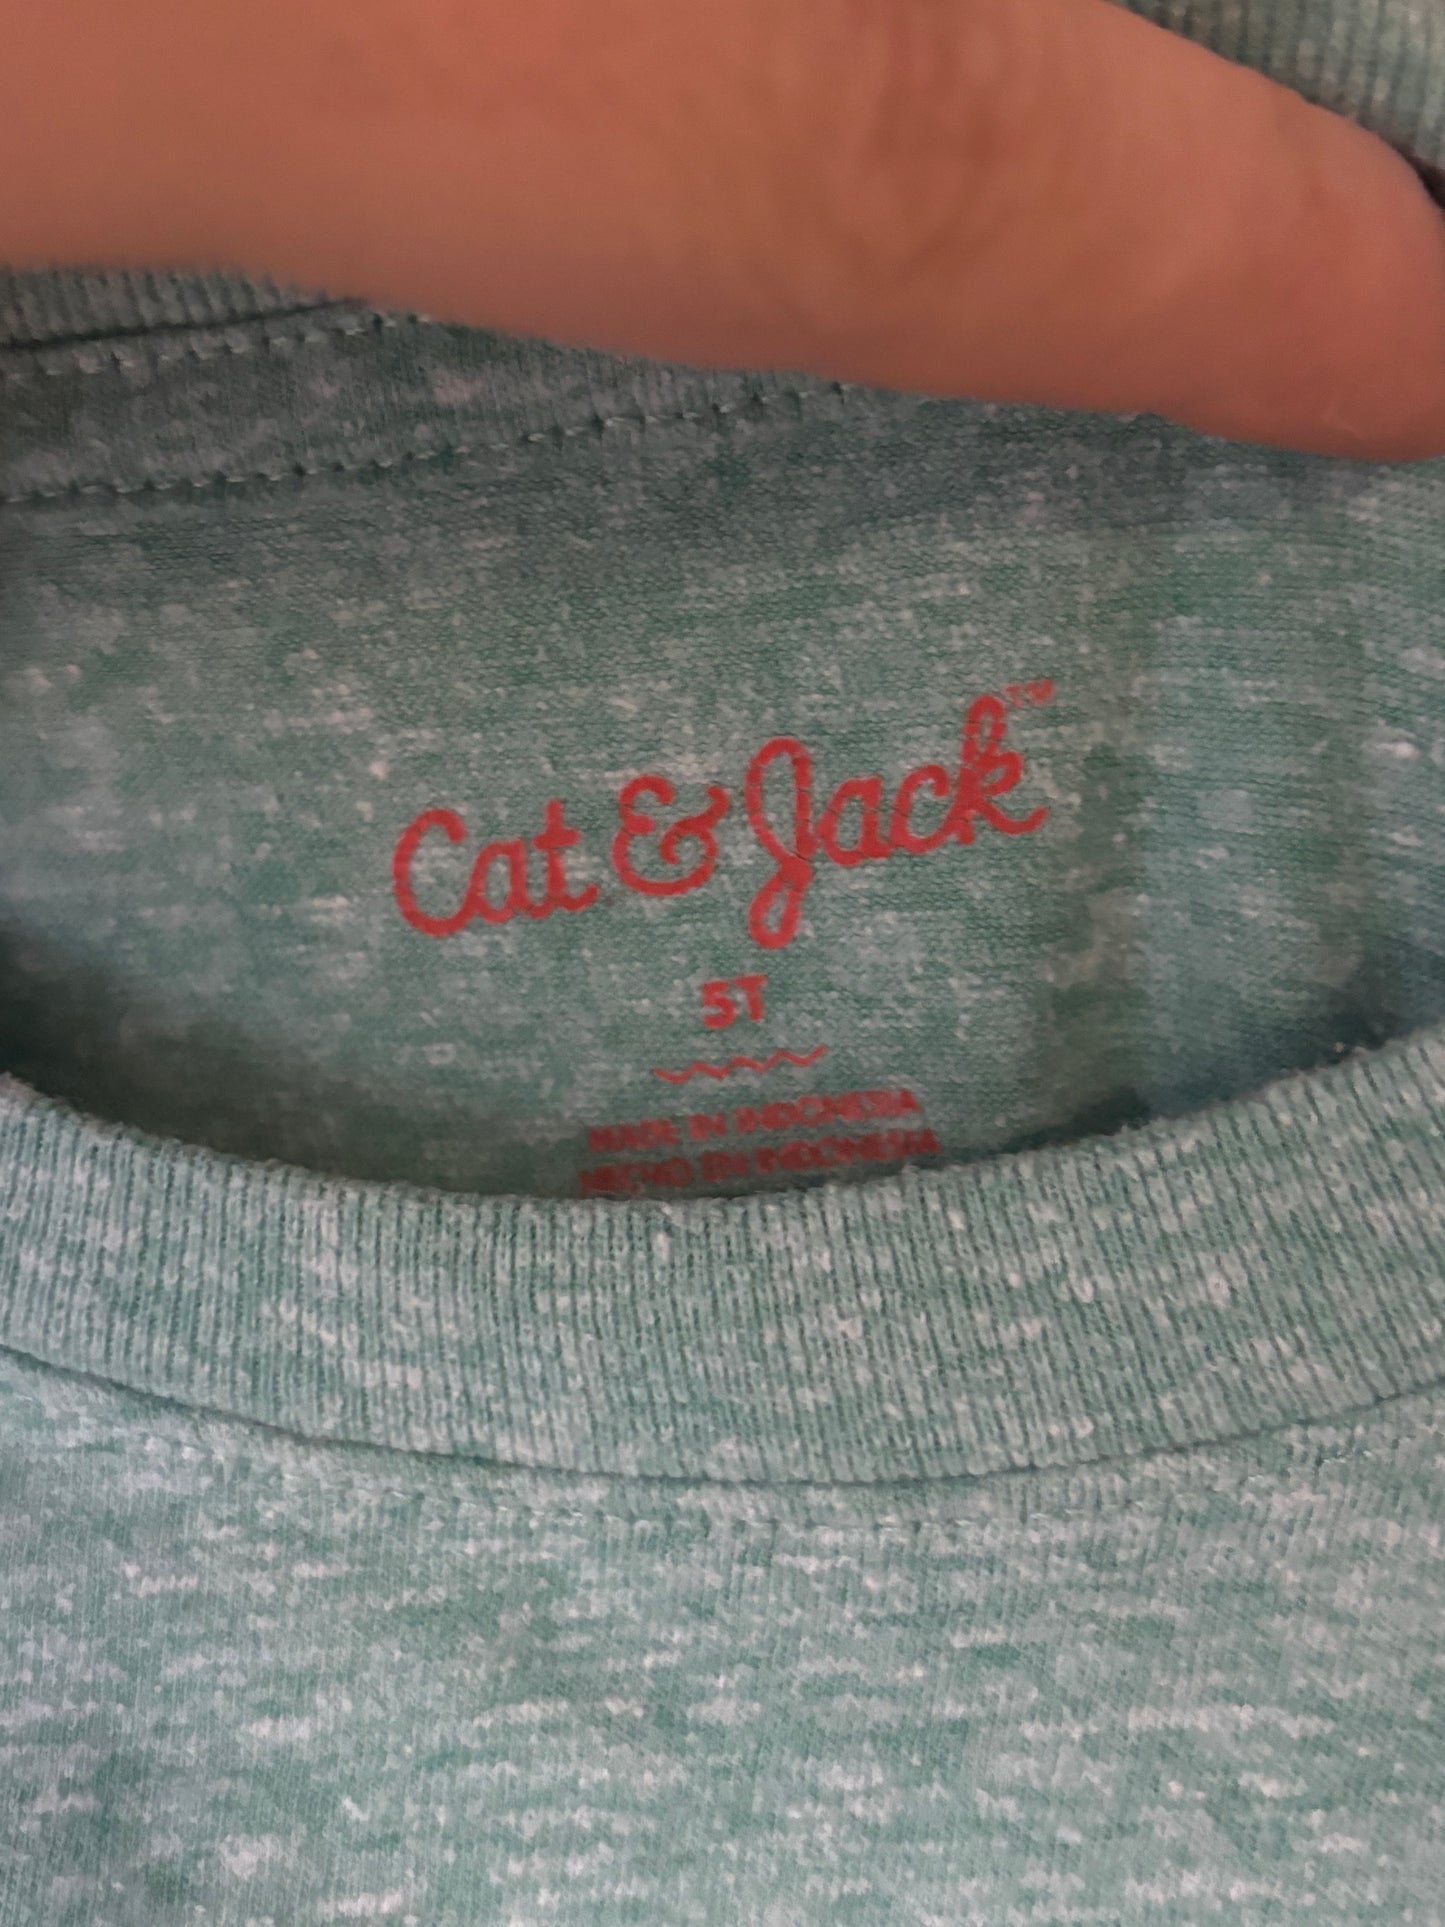 Cat & Jack™
5T
MADE IN INDONESIA
HECHO EN INDONESIA